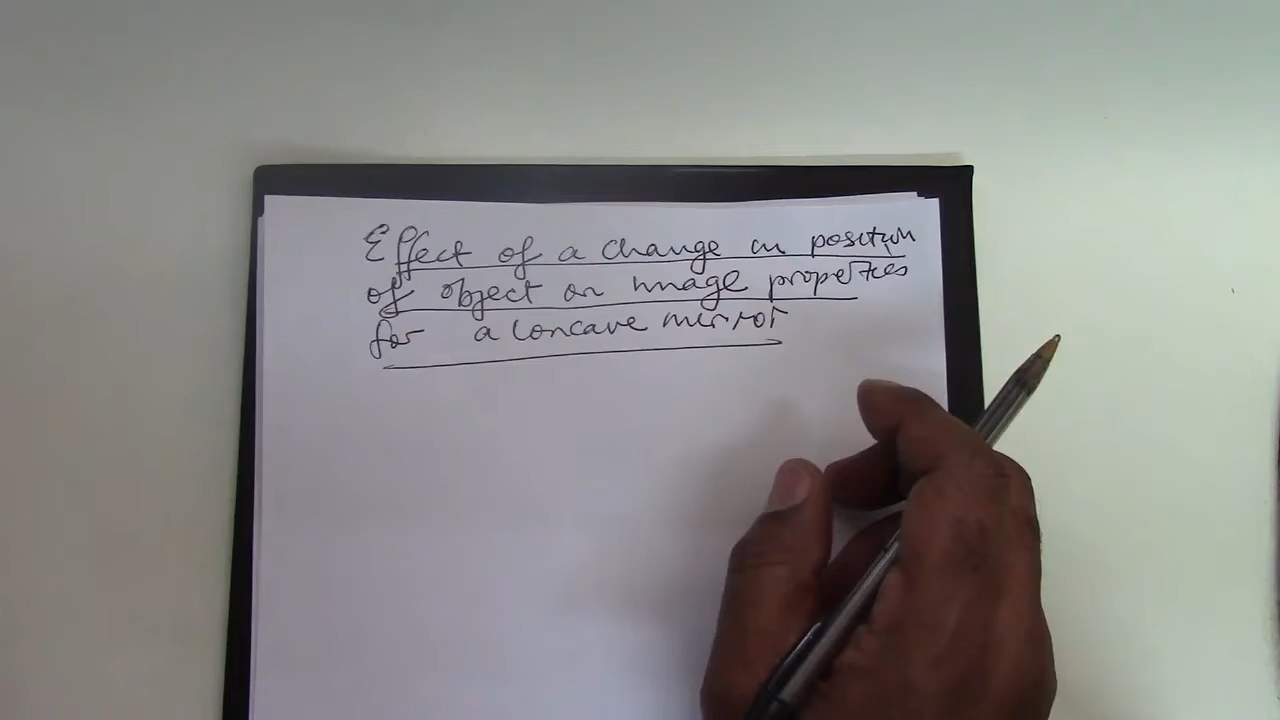 Effect of a change in position
of object on image properties
for a concave mirror